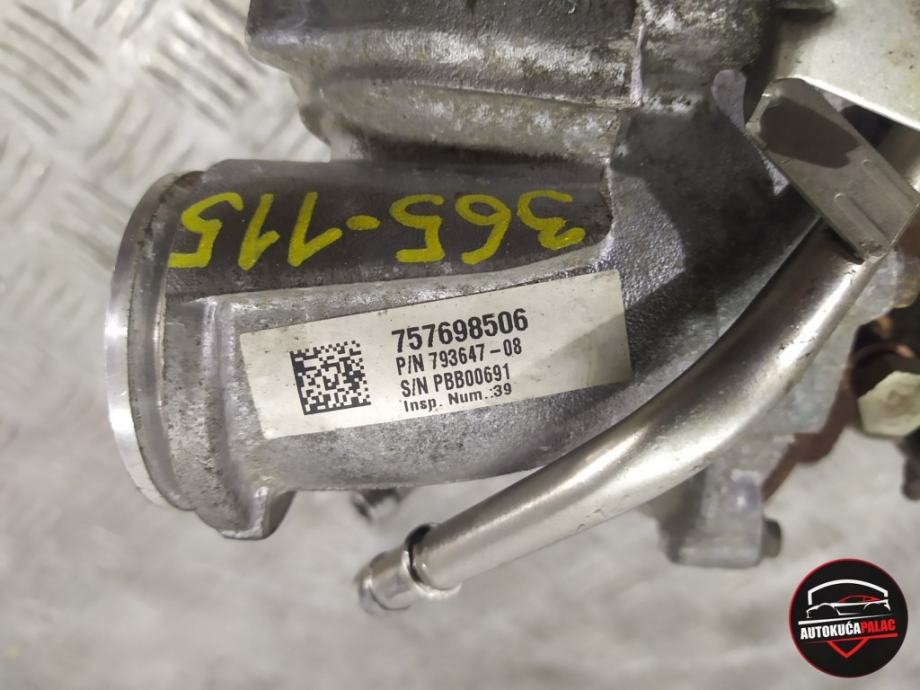 365-115
757698506
P/N 793647-08
S/N PBB00691
Insp. Num.:39
AUTOKUĆAPALAC